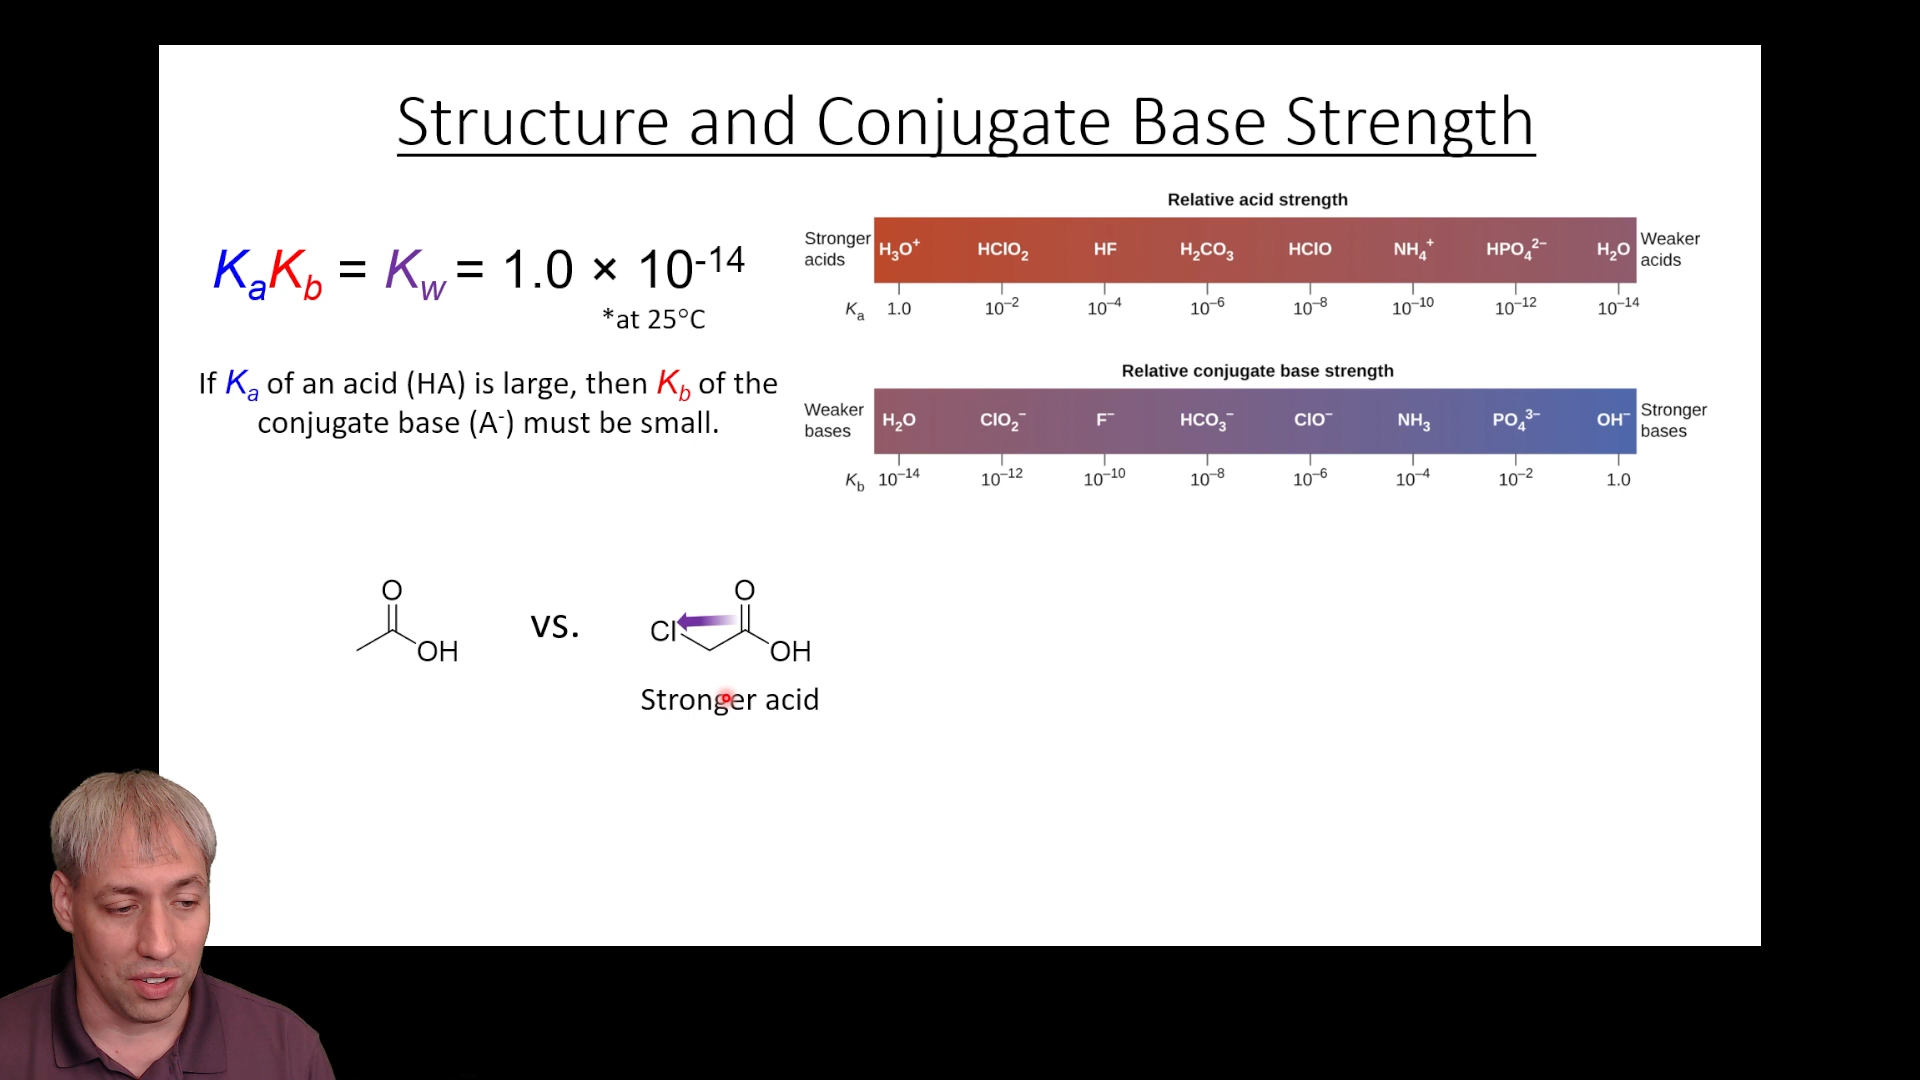 Structure and Conjugate Base Strength
KaKb = Kw = 1.0 × 10⁻¹⁴
*at 25°C
If Ka of an acid (HA) is large, then Kb of the
conjugate base (A⁻) must be small.
Relative acid strength
Stronger acids
H₃O⁺ HClO₂ HF H₂CO₃ HClO NH₄⁺ HPO₄²⁻ H₂O
Weaker acids
Ka 1.0 10⁻² 10⁻⁴ 10⁻⁶ 10⁻⁸ 10⁻¹⁰ 10⁻¹² 10⁻¹⁴
Relative conjugate base strength
Weaker bases
H₂O ClO₂⁻ F⁻ HCO₃⁻ ClO⁻ NH₃ PO₄³⁻ OH⁻
Stronger bases
Kb 10⁻¹⁴ 10⁻¹² 10⁻¹⁰ 10⁻⁸ 10⁻⁶ 10⁻⁴ 10⁻² 1.0
O
OH
vs.
O
Cl
OH
Stronger acid